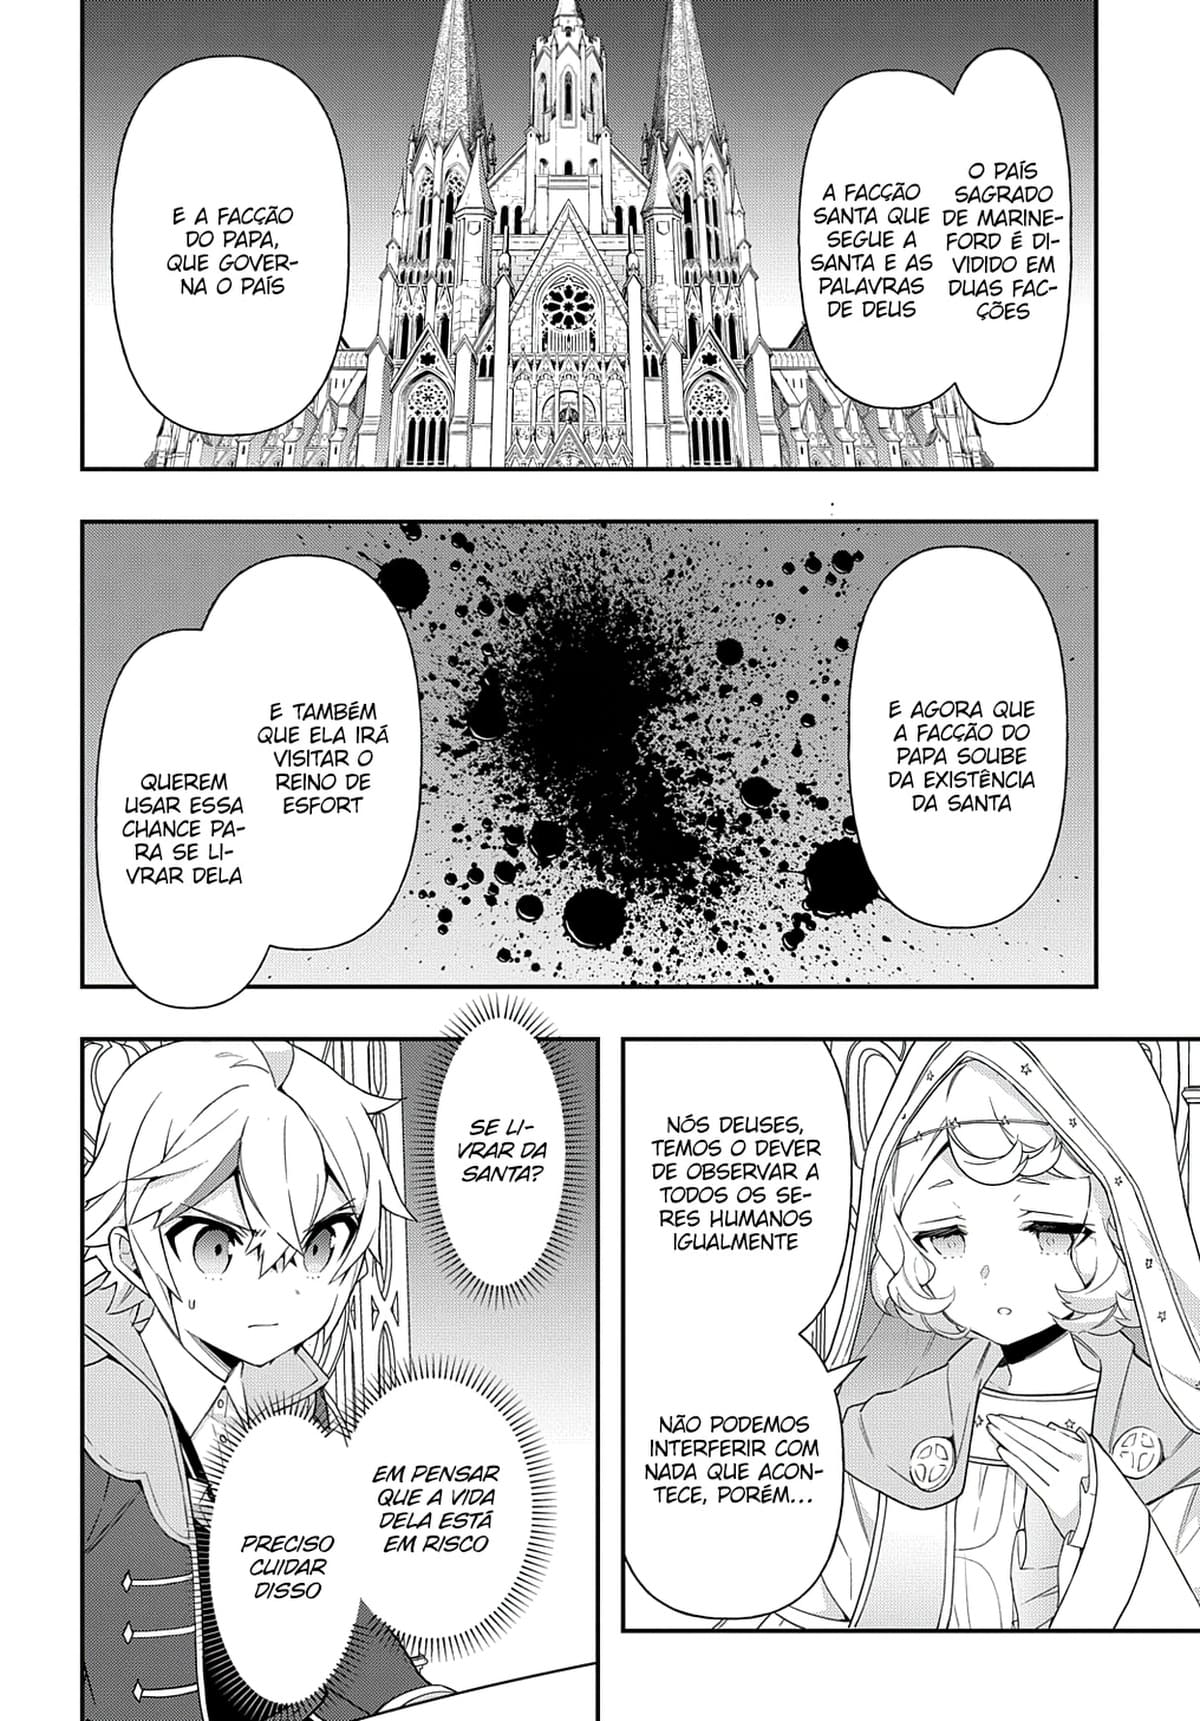 O PAÍS
SAGRADO
DE MARINE-
FORD É DI-
VIDIDO EM
DUAS FAC-
ÇÕES
A FACÇÃO
SANTA QUE
SEGUE A
SANTA E AS
PALAVRAS
DE DEUS
E A FACÇÃO
DO PAPA,
QUE GOVER-
NA O PAÍS
E AGORA QUE
A FACÇÃO DO
PAPA SOUBE
DA EXISTÊNCIA
DA SANTA
E TAMBÉM
QUE ELA IRÁ
VISITAR O
REINO DE
ESFORT
QUEREM
USAR ESSA
CHANCE PA-
RA SE LI-
VRAR DELA
NÓS DEUSES,
TEMOS O DEVER
DE OBSERVAR A
TODOS OS SE-
RES HUMANOS
IGUALMENTE
NÃO PODEMOS
INTERFERIR COM
NADA QUE ACON-
TECE, PORÉM...
SE LI-
VRAR DA
SANTA?
EM PENSAR
QUE A VIDA
DELA ESTÁ
EM RISCO
PRECISO
CUIDAR
DISSO